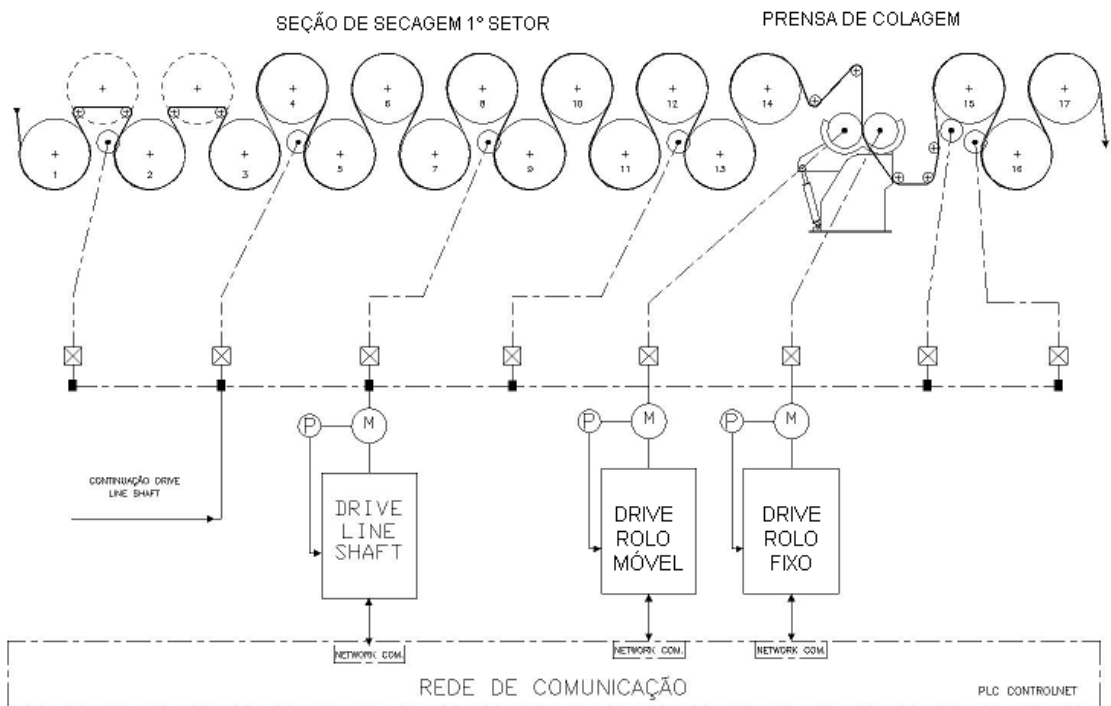 SEÇÃO DE SECAGEM 1º SETOR
PRENSA DE COLAGEM
4
6
8
10
12
14
15
17
1
2
3
5
7
9
11
13
16
P
M
P
M
P
M
CONTINUAÇÃO DRIVE
LINE SHAFT
DRIVE
LINE
SHAFT
DRIVE
ROLO
MÓVEL
DRIVE
ROLO
FIXO
NETWORK COM.
NETWORK COM.
NETWORK COM.
REDE DE COMUNICAÇÃO
PLC CONTROLNET